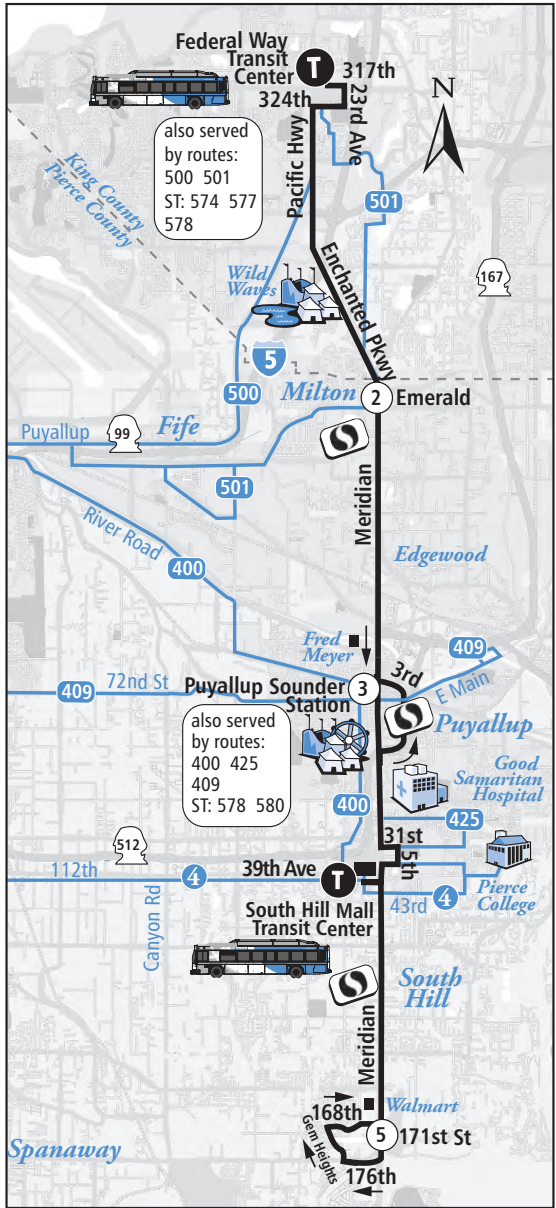 Federal Way
Transit
Center
T
317th
324th
23rd Ave
N
also served
by routes:
500 501
ST: 574 577
578
Pacific Hwy
King County
Pierce County
501
167
Wild
Waves
Enchanted Pkwy
5
500
Milton
2
Emerald
Puyallup
99
Fife
501
Meridian
River Road
400
Edgewood
Fred
Meyer
3rd
409
E Main
409
72nd St
Puyallup Sounder
Station
3
Puyallup
also served
by routes:
400 425
409
ST: 578 580
Good
Samaritan
Hospital
400
425
31st
5th
512
112th
4
39th Ave
T
43rd
4
Pierce
College
Canyon Rd
South Hill Mall
Transit Center
South
Hill
Meridian
168th
Walmart
5
171st St
Gem Heights
176th
Spanaway